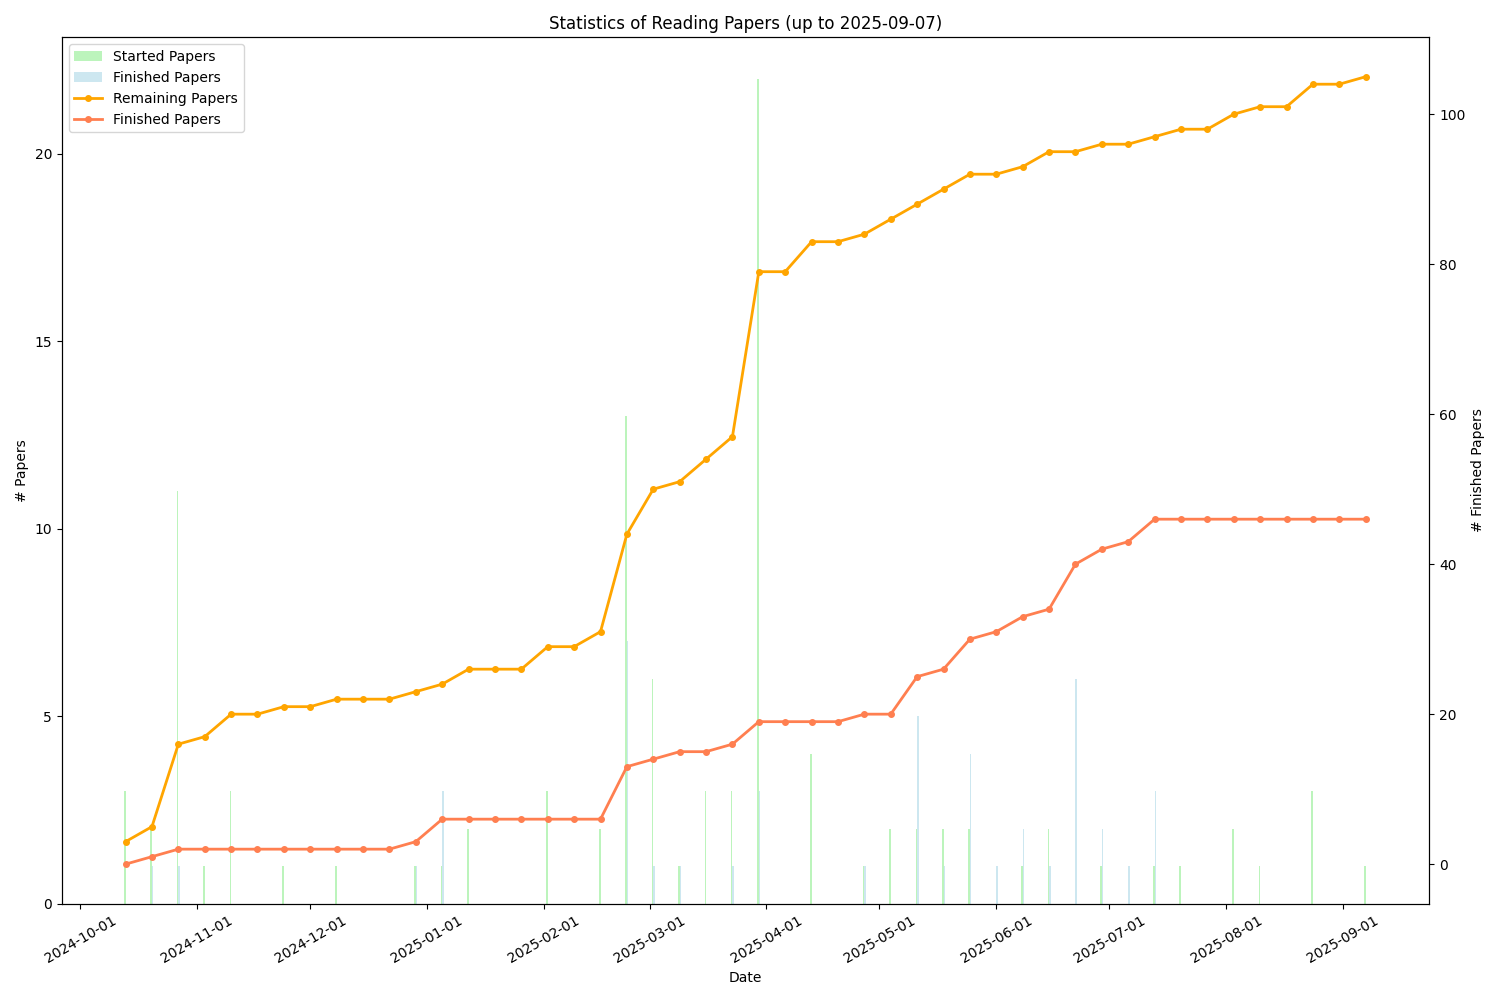 Statistics of Reading Papers (up to 2025-09-07)
Started Papers
Finished Papers
Remaining Papers
Finished Papers
# Papers
20
15
10
5
0
# Finished Papers
100
80
60
40
20
0
2024-10-01
2024-11-01
2024-12-01
2025-01-01
2025-02-01
2025-03-01
2025-04-01
2025-05-01
2025-06-01
2025-07-01
2025-08-01
2025-09-01
Date